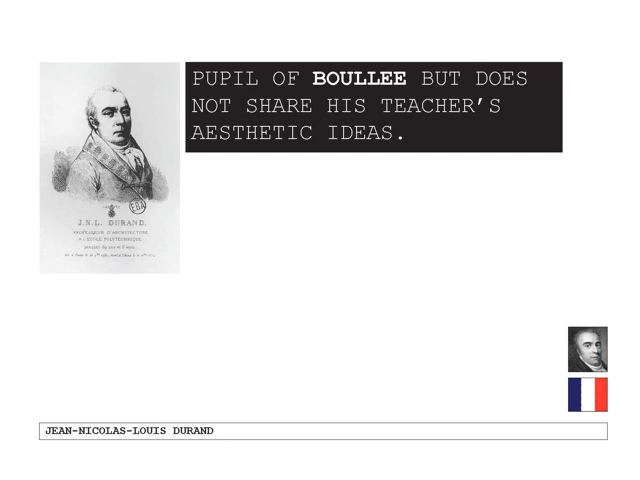 PUPIL OF BOULLEE BUT DOES
NOT SHARE HIS TEACHER’S
AESTHETIC IDEAS.
J.N.L. DURAND.
PROFESSEUR D'ARCHITECTURE
A L'ECOLE POLYTECHNIQUE
JEAN-NICOLAS-LOUIS DURAND